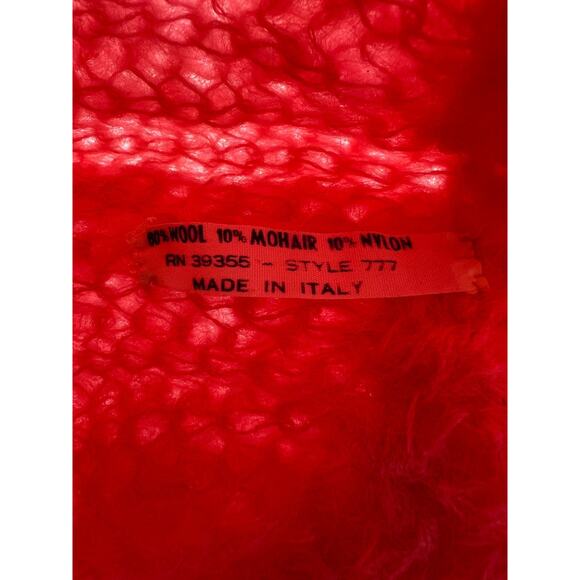 80% WOOL 10% MOHAIR 10% NYLON
RN 39355 - STYLE 777
MADE IN ITALY